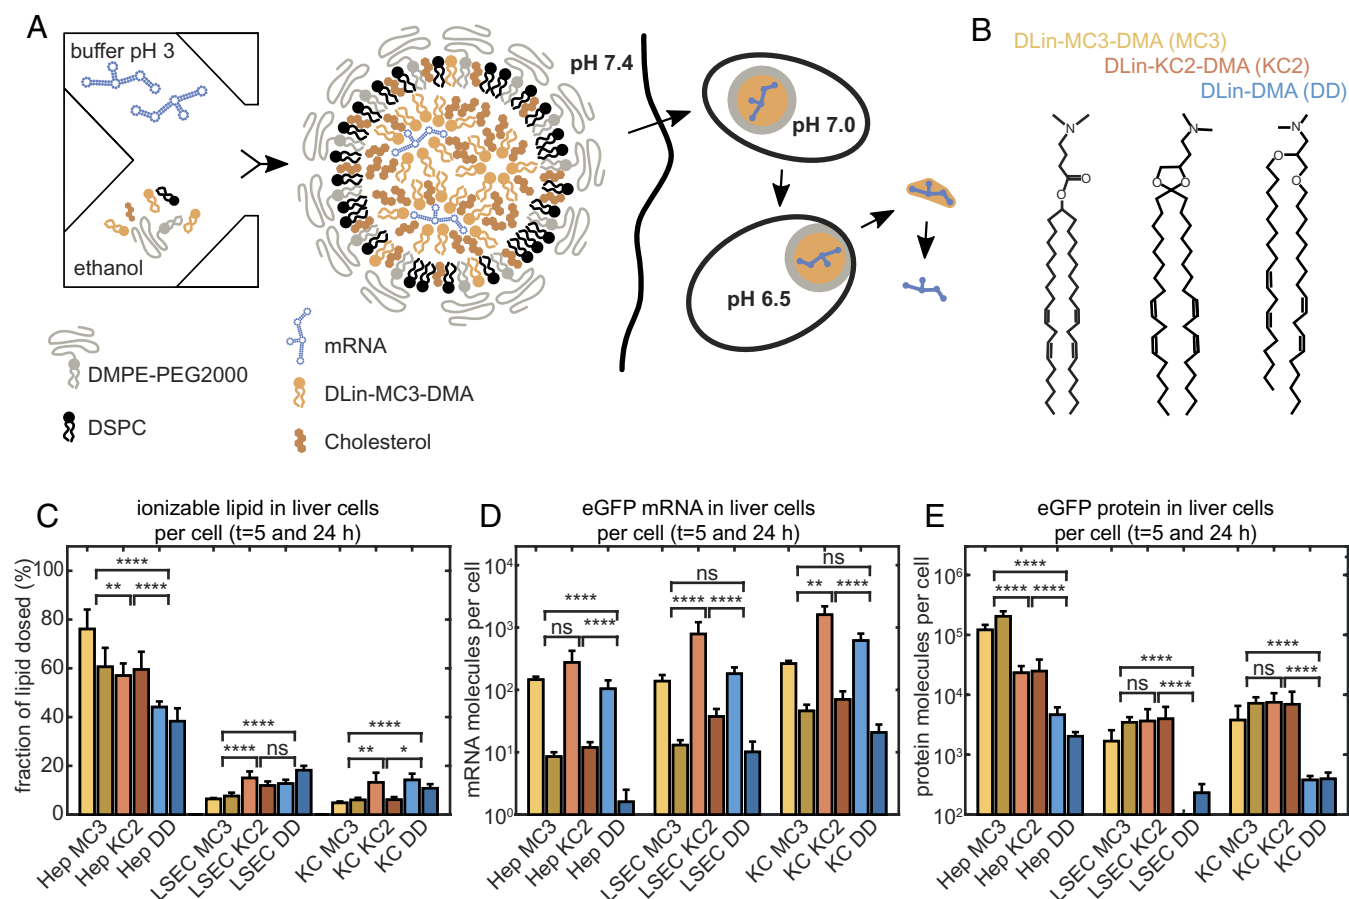 A
buffer pH 3
ethanol
pH 7.4
pH 7.0
pH 6.5
DMPE-PEG2000
DSPC
mRNA
DLin-MC3-DMA
Cholesterol
B
DLin-MC3-DMA (MC3)
DLin-KC2-DMA (KC2)
DLin-DMA (DD)
N
O
O
N
O
O
N
O
O
C
ionizable lipid in liver cells
per cell (t=5 and 24 h)
fraction of lipid dosed (%)
100
80
60
40
20
0
****
** ****
****
**** ns
****
** *
Hep MC3
Hep KC2
Hep DD
LSEC MC3
LSEC KC2
LSEC DD
KC MC3
KC KC2
KC DD
D
eGFP mRNA in liver cells
per cell (t=5 and 24 h)
mRNA molecules per cell
10⁴
10³
10²
10¹
10⁰
****
ns ****
ns
**** ****
ns
** ****
Hep MC3
Hep KC2
Hep DD
LSEC MC3
LSEC KC2
LSEC DD
KC MC3
KC KC2
KC DD
E
eGFP protein in liver cells
per cell (t=5 and 24 h)
protein molecules per cell
10⁶
10⁵
10⁴
10³
10²
****
**** ****
****
ns ****
****
ns ****
Hep MC3
Hep KC2
Hep DD
LSEC MC3
LSEC KC2
LSEC DD
KC MC3
KC KC2
KC DD